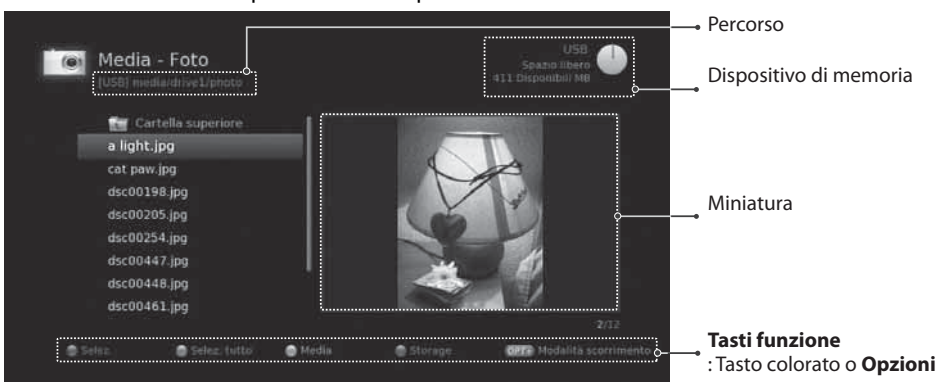 Percorso
Media - Foto
[USB] media/drive1/photo
USB
Spazio libero
411 Disponibili MB
Dispositivo di memoria
Cartella superiore
a light.jpg
cat paw.jpg
dsc00198.jpg
dsc00205.jpg
dsc00254.jpg
dsc00447.jpg
dsc00448.jpg
dsc00461.jpg
Miniatura
2/12
Selez.
Selez. tutto
Media
Storage
OPT+ Modalità scorrimento
Tasti funzione
: Tasto colorato o Opzioni